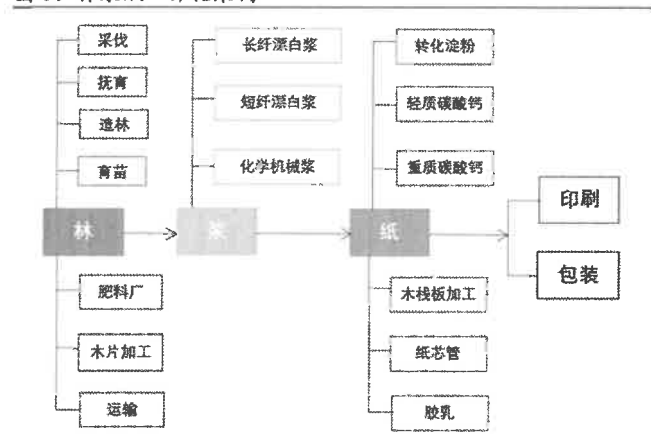 采伐
抚育
造林
育苗
林
肥料厂
木片加工
运输
长纤漂白浆
短纤漂白浆
化学机械浆
浆
转化淀粉
轻质碳酸钙
重质碳酸钙
纸
木栈板加工
纸芯管
胶乳
印刷
包装